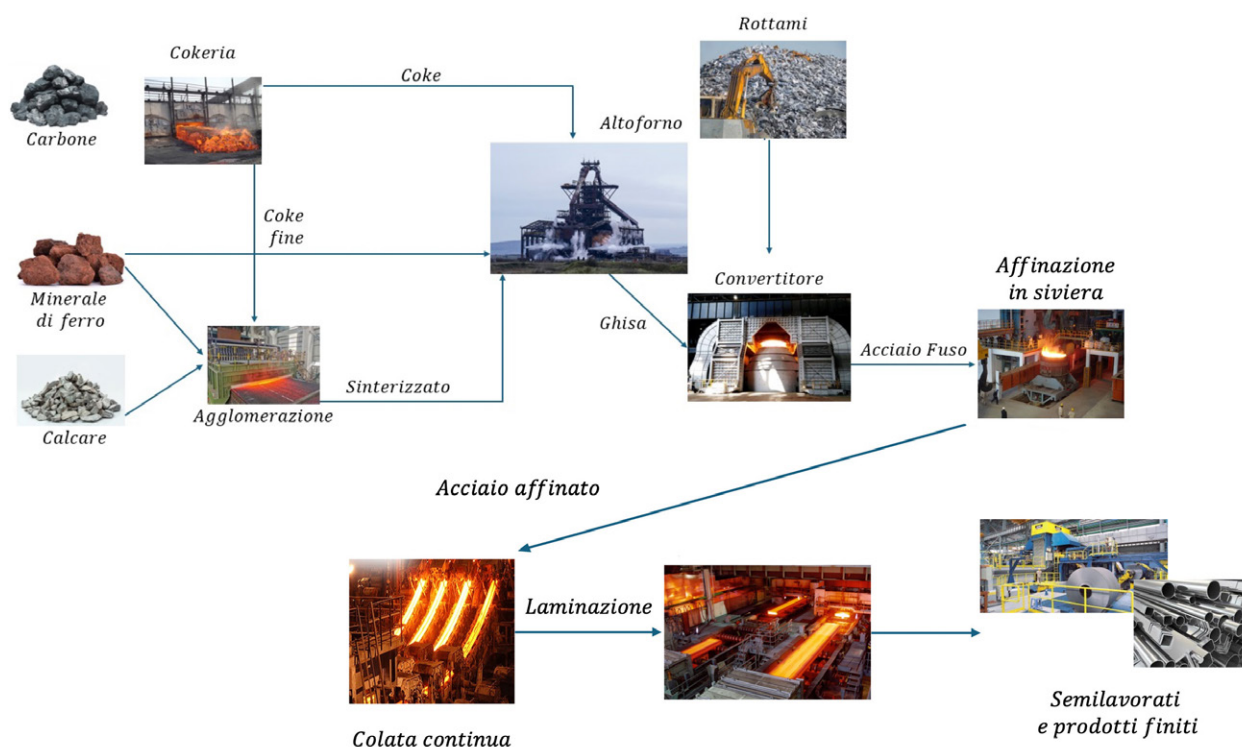 Rottami
Cokeria
Coke
Altoforno
Carbone
Coke
fine
Minerale
di ferro
Convertitore
Affinazione
in siviera
Ghisa
Acciaio Fuso
Sinterizzato
Agglomerazione
Calcare
Acciaio affinato
Laminazione
Colata continua
Semilavorati
e prodotti finiti